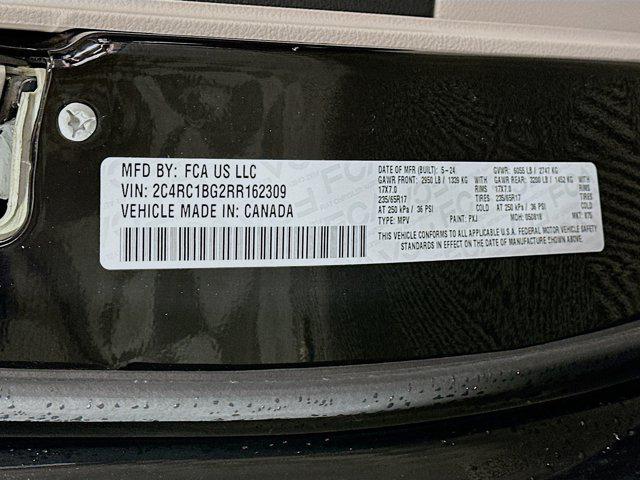 MFD BY: FCA US LLC
VIN: 2C4RC1BG2RR162309
VEHICLE MADE IN: CANADA
DATE OF MFR (BUILT): 5-24 GVWR: 6055 LB / 2747 KG
GAWR FRONT: 2950 LB / 1339 KG GAWR REAR: 3200 LB / 1452 KG
17X7.0 RIMS 17X7.0 RIMS
235/65R17 TIRES 235/65R17 TIRES
AT 250 kPa / 36 PSI COLD AT 250 kPa / 36 PSI COLD
TYPE: MPV PAINT: PXJ MDH: 050818 MKT:
THIS VEHICLE CONFORMS TO ALL APPLICABLE U.S.A. FEDERAL MOTOR VEHICLE SAFETY
STANDARDS IN EFFECT ON THE DATE OF MANUFACTURE SHOWN ABOVE.